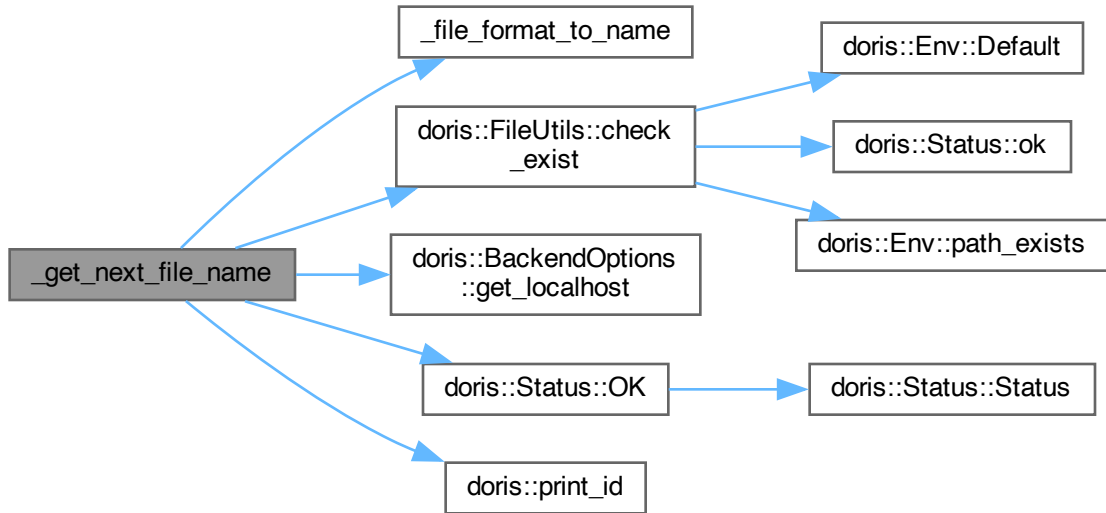 _file_format_to_name
doris::Env::Default
doris::FileUtils::check
_exist
doris::Status::ok
doris::Env::path_exists
_get_next_file_name
doris::BackendOptions
::get_localhost
doris::Status::OK
doris::Status::Status
doris::print_id